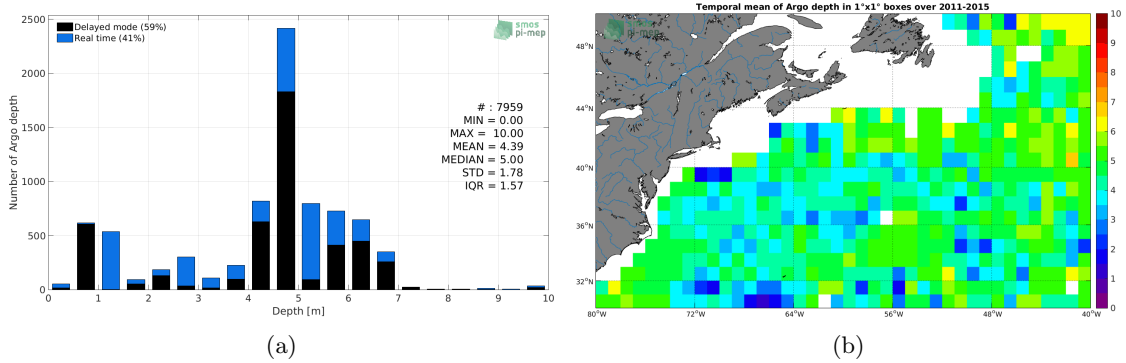 Delayed mode (59%)
Real time (41%)
smos
pi-mep
# : 7959
MIN = 0.00
MAX = 10.00
MEAN = 4.39
MEDIAN = 5.00
STD = 1.78
IQR = 1.57
Number of Argo depth
2500
2000
1500
1000
500
0
0 1 2 3 4 5 6 7 8 9 10
Depth [m]
(a)
Temporal mean of Argo depth in 1°x1° boxes over 2011-2015
smos
pi-mep
48°N
44°N
40°N
36°N
32°N
80°W 72°W 64°W 56°W 48°W 40°W
10
9
8
7
6
5
4
3
2
1
0
(b)